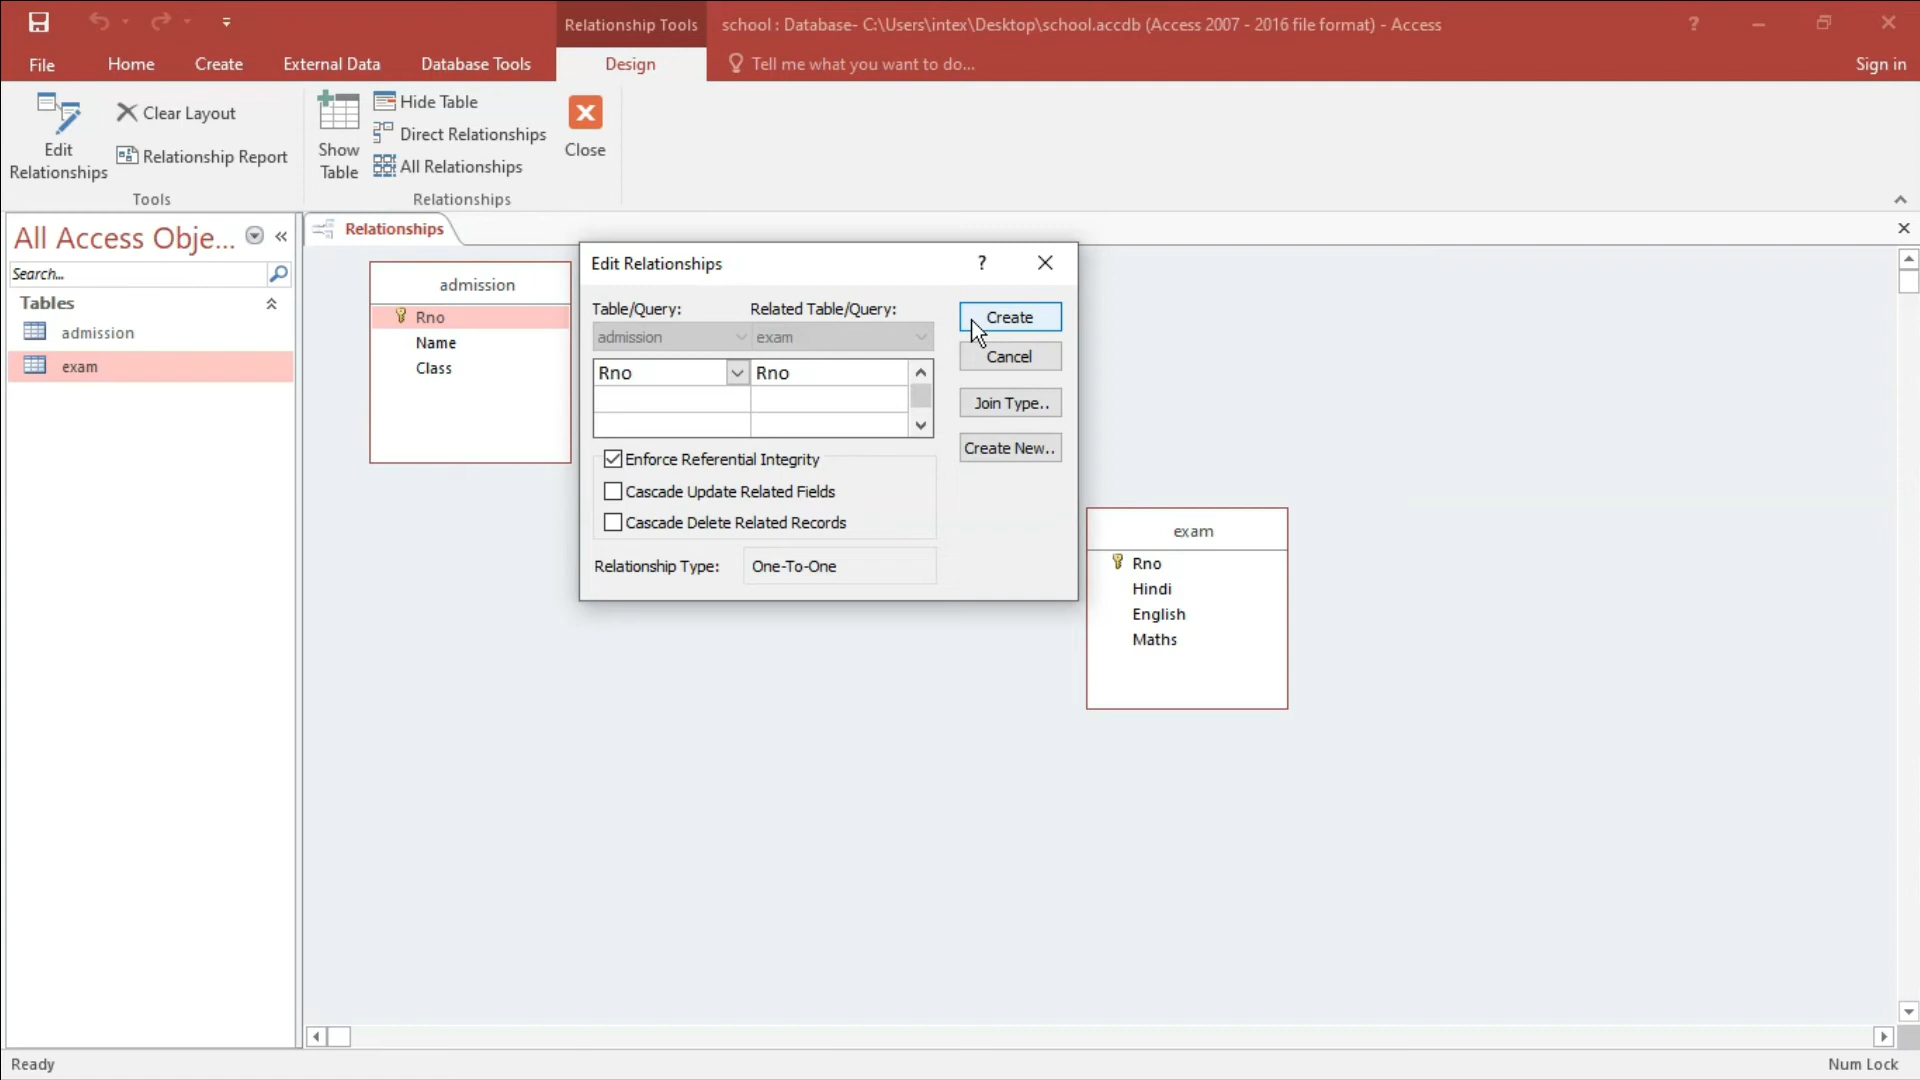 Relationship Tools
school : Database- C:\Users\intex\Desktop\school.accdb (Access 2007 - 2016 file format) - Access
?
File
Home
Create
External Data
Database Tools
Design
Tell me what you want to do...
Sign in
Edit Relationships
Clear Layout
Relationship Report
Tools
Show Table
Hide Table
Direct Relationships
All Relationships
Relationships
Close
All Access Obje...
Search...
Tables
admission
exam
Relationships
admission
Rno
Name
Class
Edit Relationships
?
Table/Query:
Related Table/Query:
admission
exam
Rno
Rno
Enforce Referential Integrity
Cascade Update Related Fields
Cascade Delete Related Records
Relationship Type:
One-To-One
Create
Cancel
Join Type..
Create New..
exam
Rno
Hindi
English
Maths
Ready
Num Lock